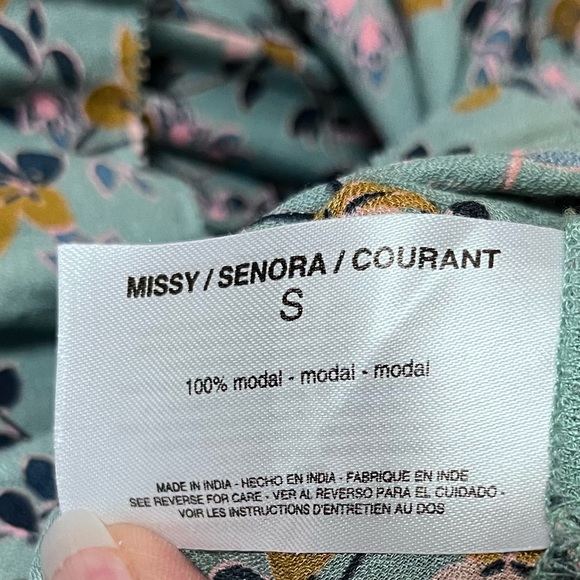 MISSY / SENORA / COURANT
S
100% modal - modal - modal
MADE IN INDIA - HECHO EN INDIA - FABRIQUE EN INDE
SEE REVERSE FOR CARE - VER AL REVERSO PARA EL CUIDADO -
VOIR LES INSTRUCTIONS D'ENTRETIEN AU DOS